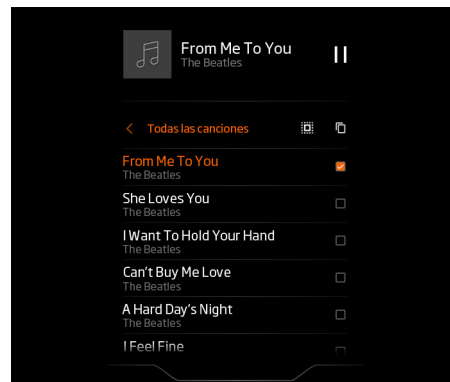 From Me To You
The Beatles
Todas las canciones
From Me To You
The Beatles
She Loves You
The Beatles
I Want To Hold Your Hand
The Beatles
Can't Buy Me Love
The Beatles
A Hard Day's Night
The Beatles
I Feel Fine